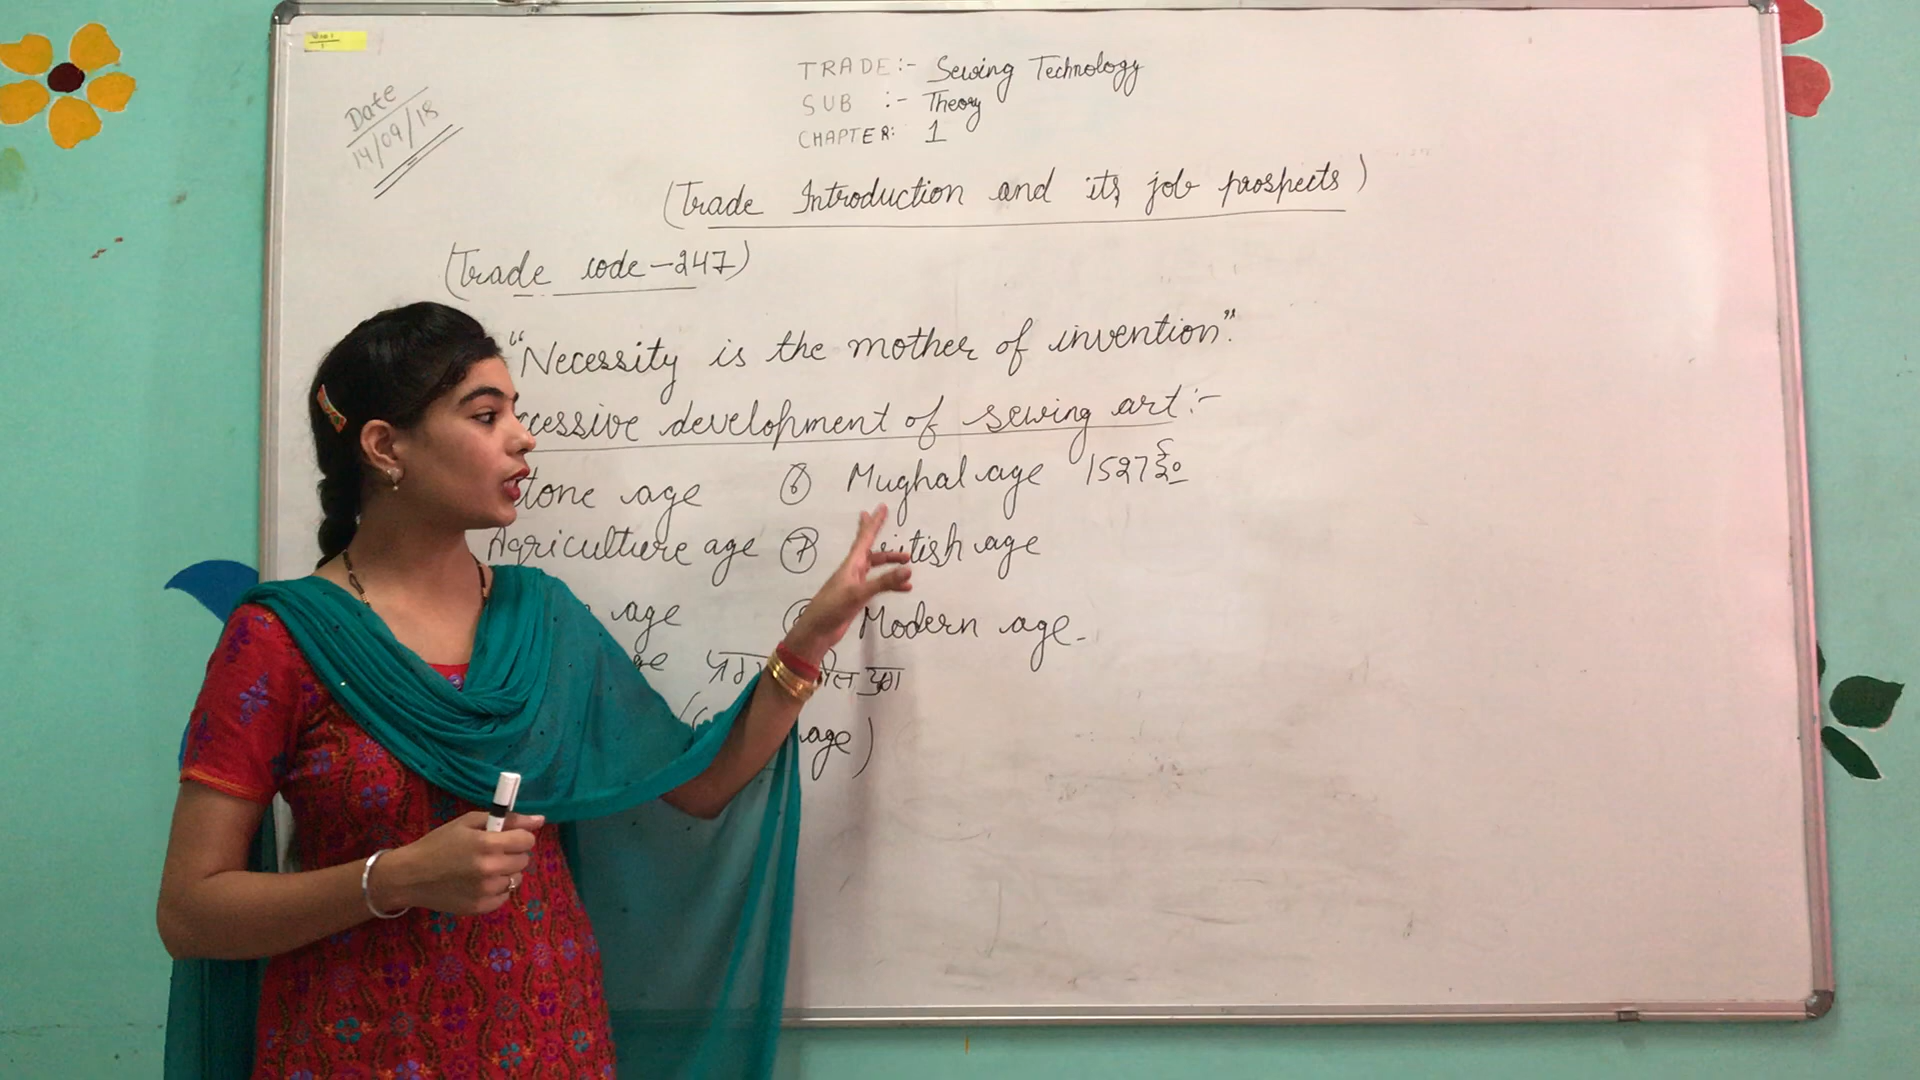 Date
14/09/18
TRADE:- Sewing Technology
SUB :- Theory
CHAPTER: 1
(Trade Introduction and its job prospects)
(Trade code-247)
"Necessity is the mother of invention".
development of sewing art:-
age ⑥ Mughal age 1527 ई०
Agriculture age ⑦ age
age Modern age.
युग
age)